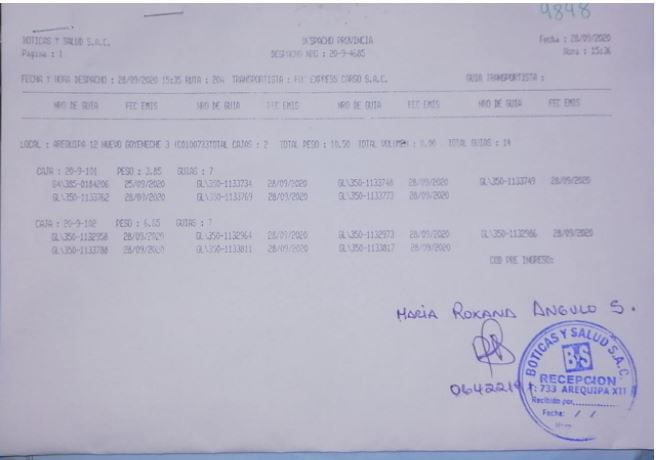 9848
BOTICAS Y SALUD S.A.C. DESPACHO PROVINCIA Fecha : 28/09/2020
Pagina : 1 DESPACHO NRO : 20-9-4685 Hora : 15:36
FECHA Y HORA DESPACHO : 28/09/2020 15:35 RUTA : 204 TRANSPORTISTA : EXPRESS CARGO S.A.C. GUIA TRANSPORTISTA :
NRO DE GUIA FEC EMIS NRO DE GUIA FEC EMIS NRO DE GUIA FEC EMIS NRO DE GUIA FEC EMIS
LOCAL : AREQUIPA 12 NUEVO GOYENECHE 3 (C0100733TOTAL CAJAS : 2 TOTAL PESO : 10.50 TOTAL VOLUMEN : 0.00 TOTAL GUIAS : 14
CAJA : 20-9-101 PESO : 3.85 GUIAS : 7
G4\385-0184206 25/09/2020 GL\350-1133734 28/09/2020 GL\350-1133748 28/09/2020 GL\350-1133749 28/09/2020
GL\350-1133762 28/09/2020 GL\350-1133769 28/09/2020 GL\350-1133773 28/09/2020
CAJA : 20-9-102 PESO : 6.65 GUIAS : 7
GL\350-1132958 28/09/2020 GL\350-1132964 28/09/2020 GL\350-1132973 28/09/2020 GL\350-1132986 28/09/2020
GL\350-1133780 28/09/2020 GL\350-1133811 28/09/2020 GL\350-1133817 28/09/2020
COD PRE INGRESO:
MARIA ROXANA ANGULO S.
BOTICAS Y SALUD S.A.C.
B&S
RECEPCION
0642219
733 AREQUIPA XII
Recibido por
Fecha: / /